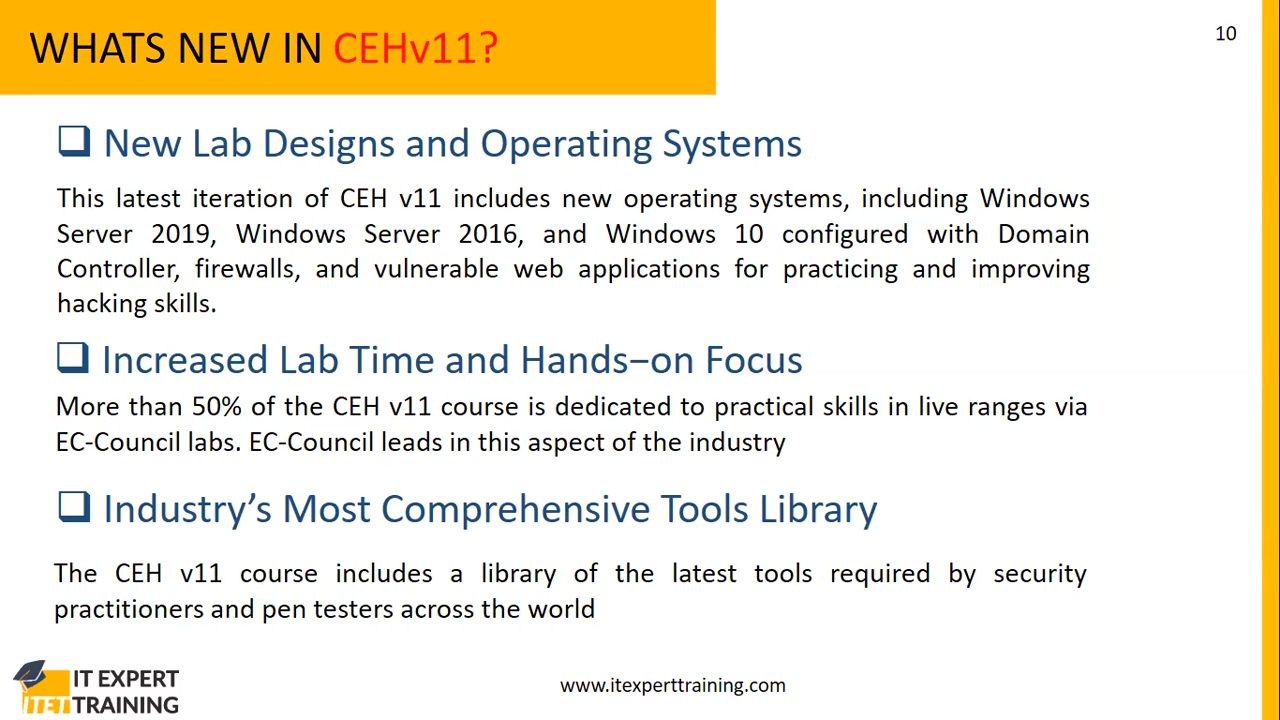 WHATS NEW IN CEHv11?
10
❑ New Lab Designs and Operating Systems
This latest iteration of CEH v11 includes new operating systems, including Windows
Server 2019, Windows Server 2016, and Windows 10 configured with Domain
Controller, firewalls, and vulnerable web applications for practicing and improving
hacking skills.
❑ Increased Lab Time and Hands–on Focus
More than 50% of the CEH v11 course is dedicated to practical skills in live ranges via
EC-Council labs. EC-Council leads in this aspect of the industry
❑ Industry’s Most Comprehensive Tools Library
The CEH v11 course includes a library of the latest tools required by security
practitioners and pen testers across the world
IT EXPERT
ITET TRAINING
www.itexperttraining.com